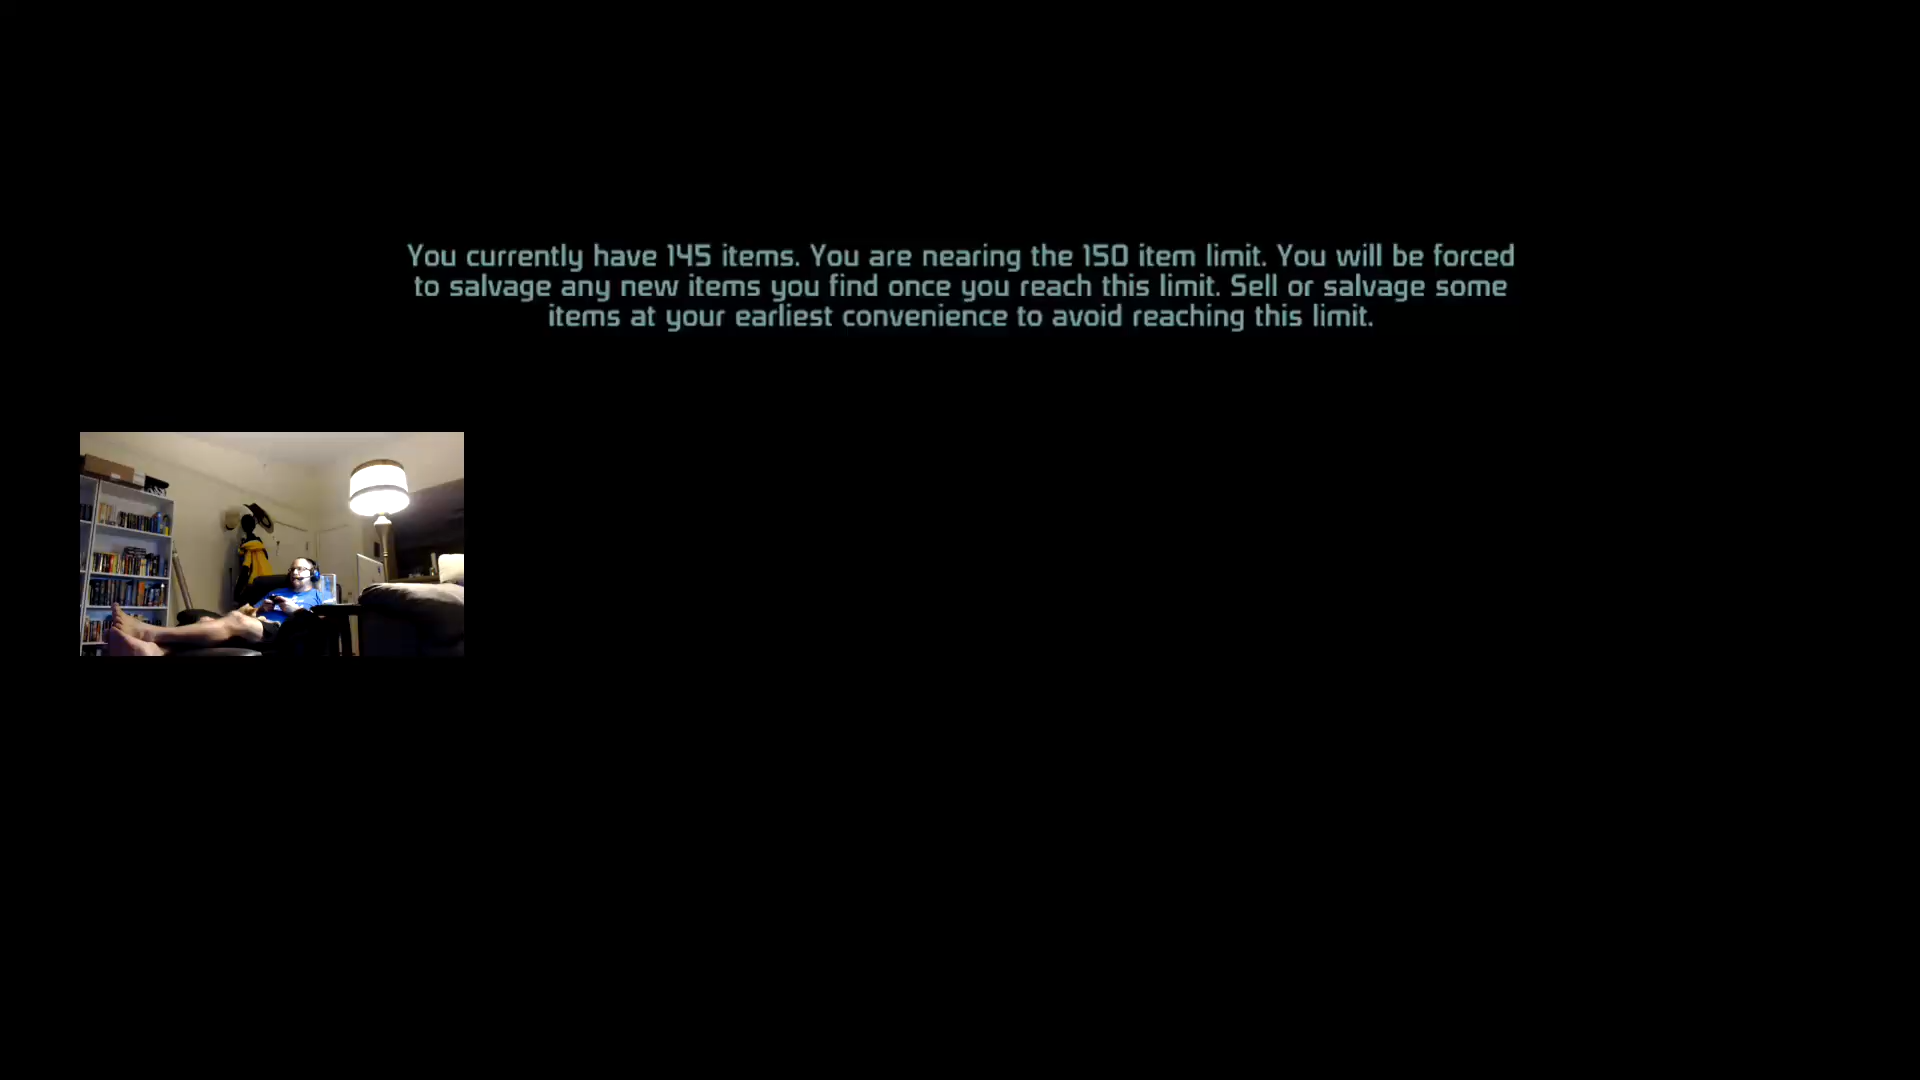 You currently have 145 items. You are nearing the 150 item limit. You will be forced
to salvage any new items you find once you reach this limit. Sell or salvage some
items at your earliest convenience to avoid reaching this limit.